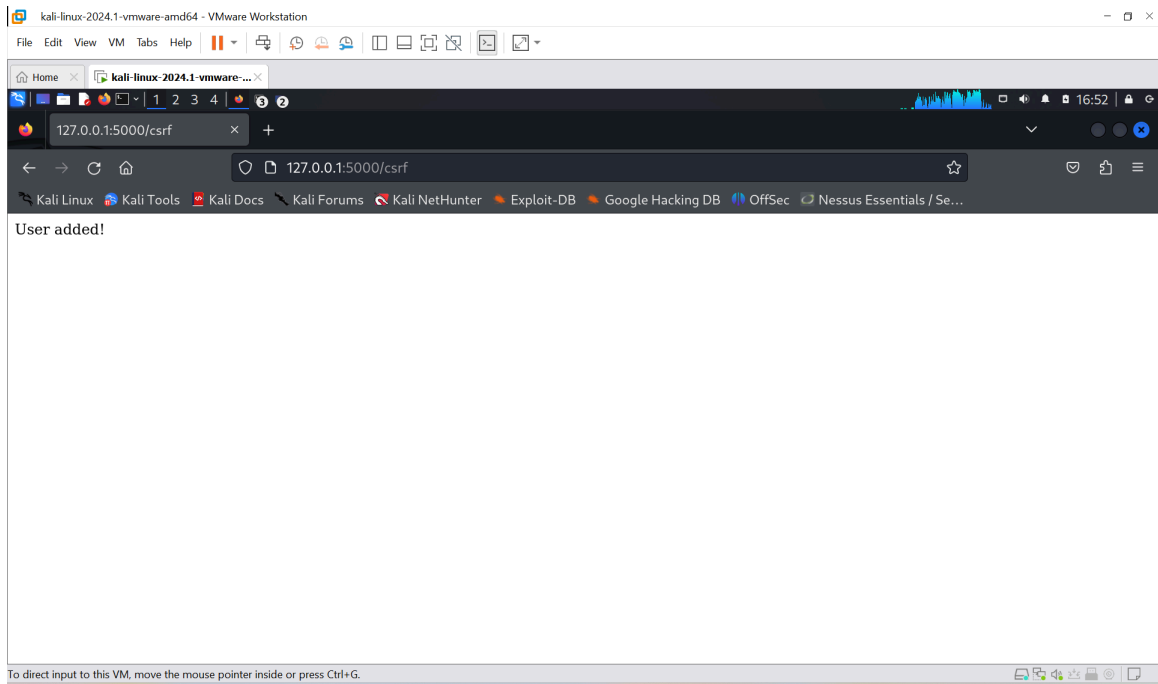 kali-linux-2024.1-vmware-amd64 - VMware Workstation
File Edit View VM Tabs Help
Home kali-linux-2024.1-vmware-...
1 2 3 4 3 2 16:52
127.0.0.1:5000/csrf
127.0.0.1:5000/csrf
Kali Linux Kali Tools Kali Docs Kali Forums Kali NetHunter Exploit-DB Google Hacking DB OffSec Nessus Essentials / Se...
User added!
To direct input to this VM, move the mouse pointer inside or press Ctrl+G.